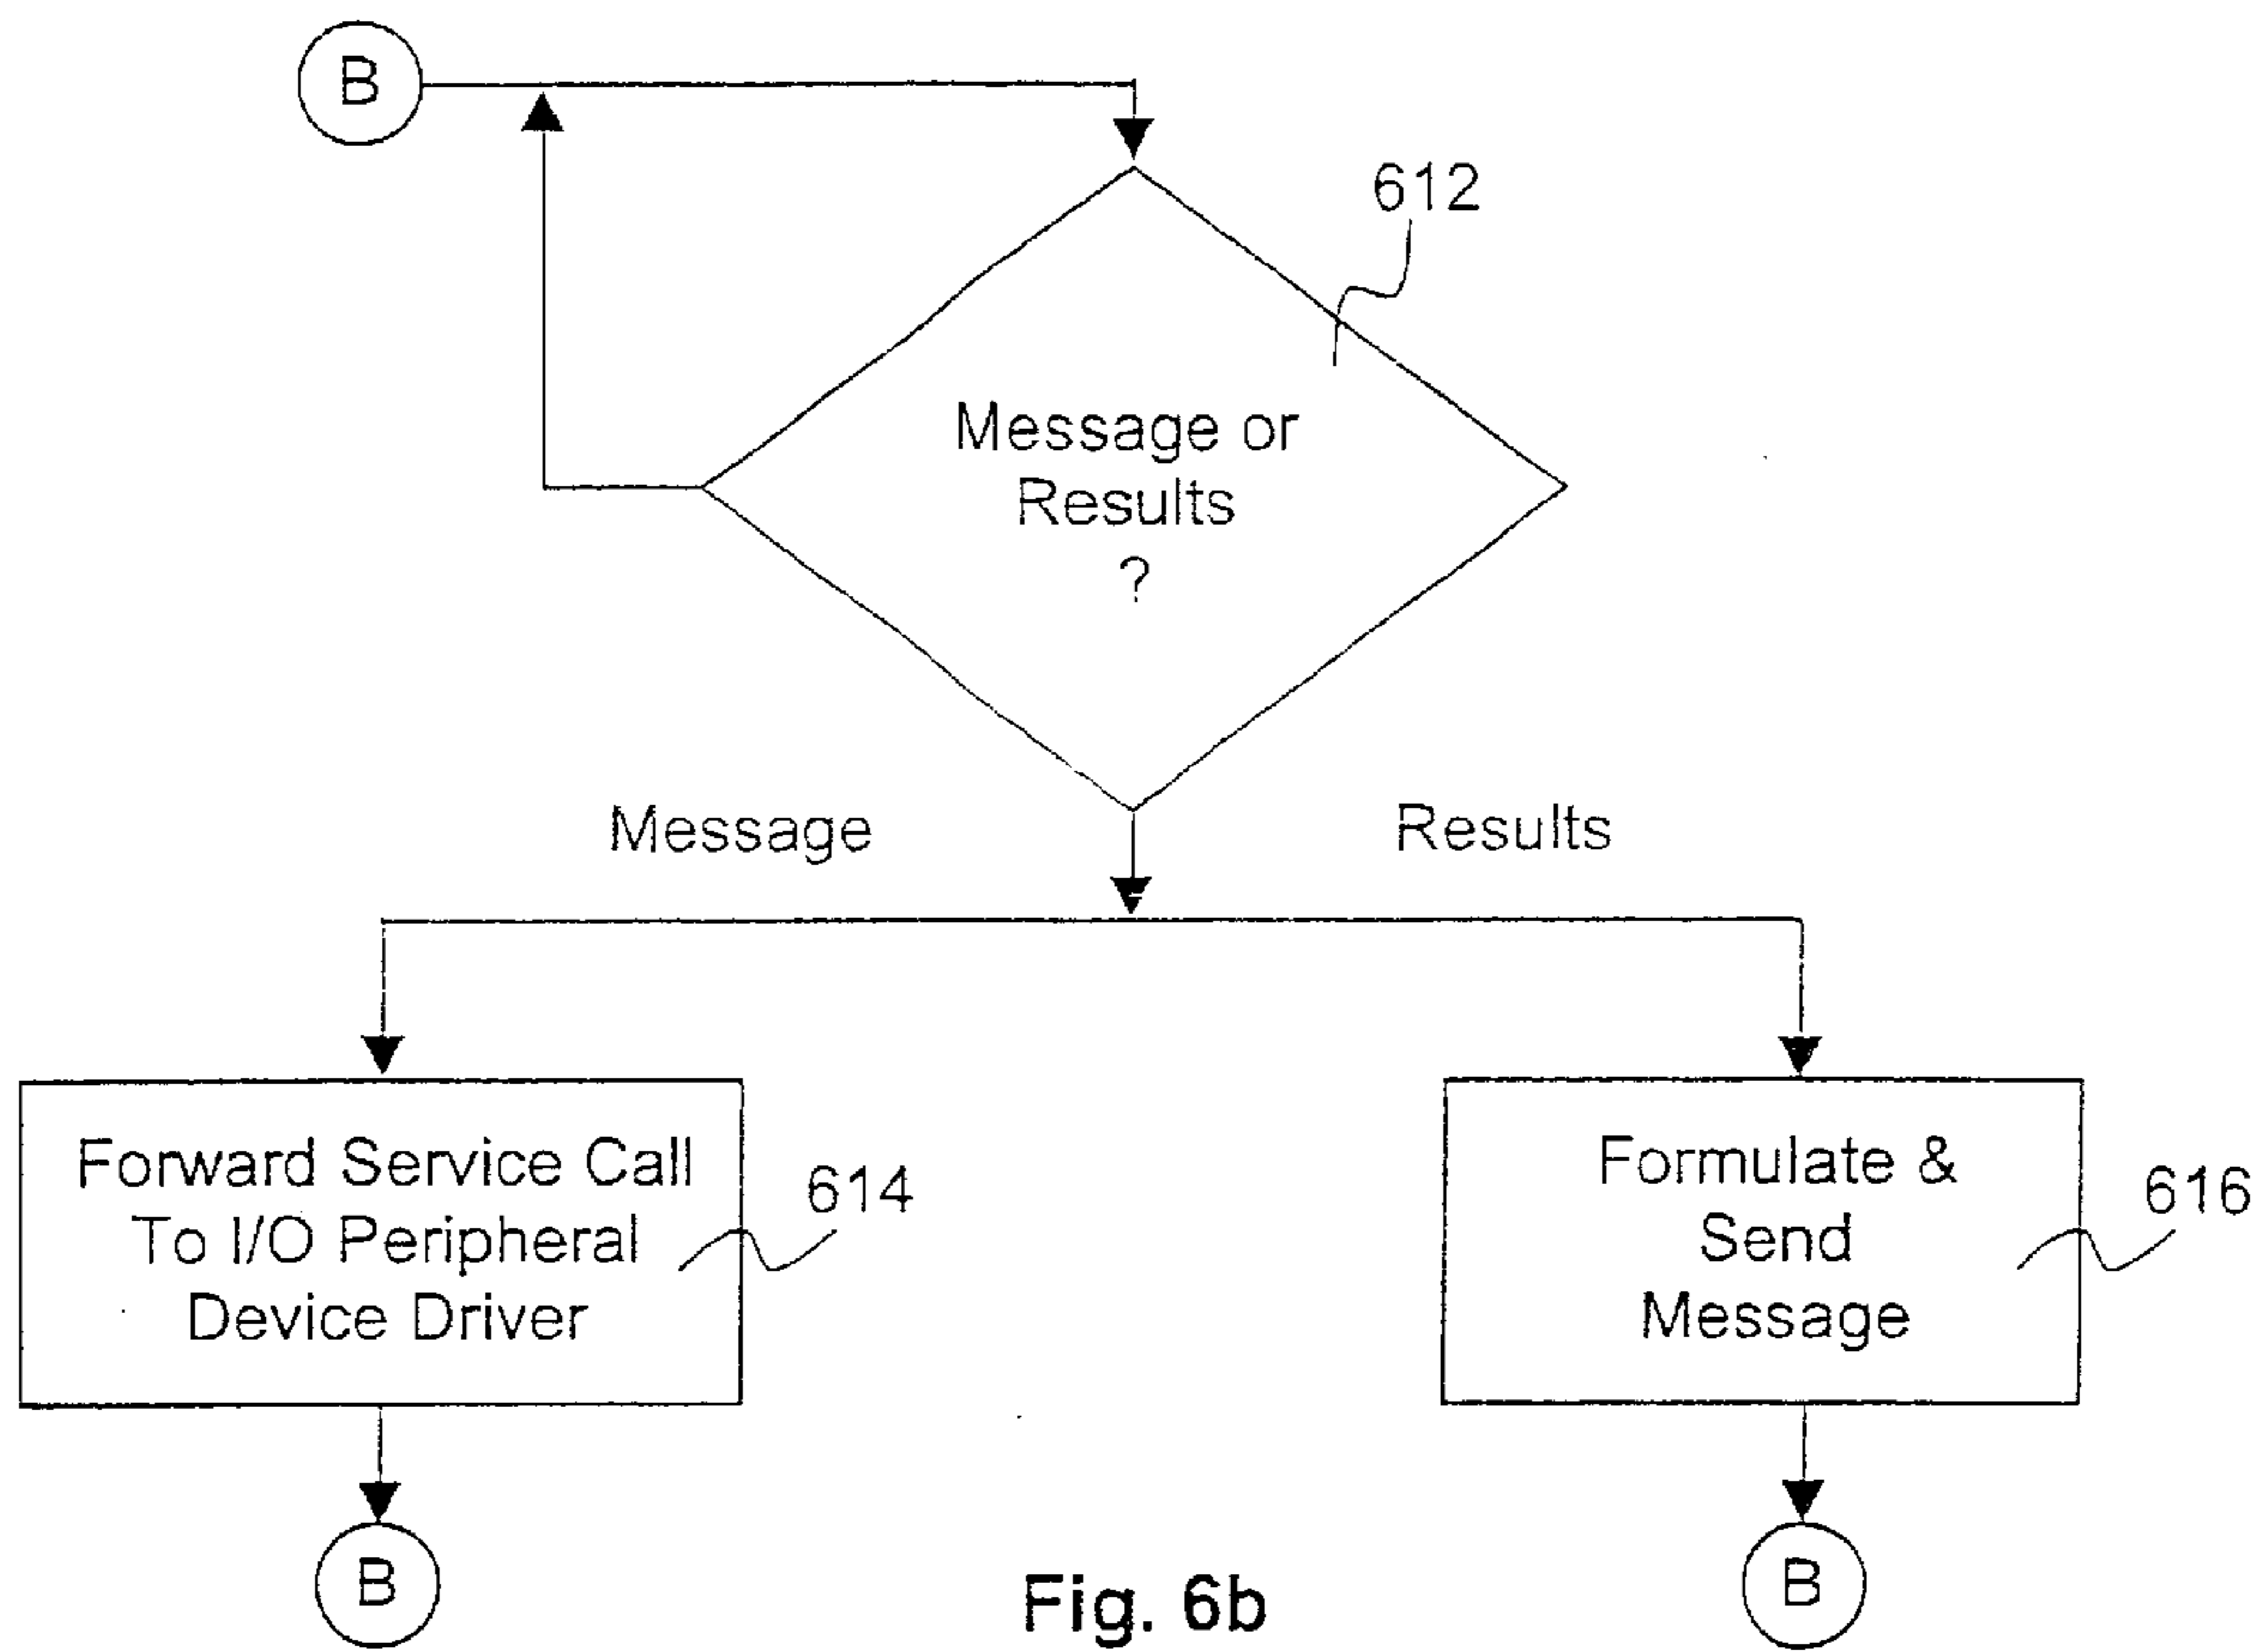 B
612
Message or
Results
?
Message
Results
Forward Service Call
To I/O Peripheral
Device Driver
614
Formulate &
Send
Message
616
B
B
Fig. 6b